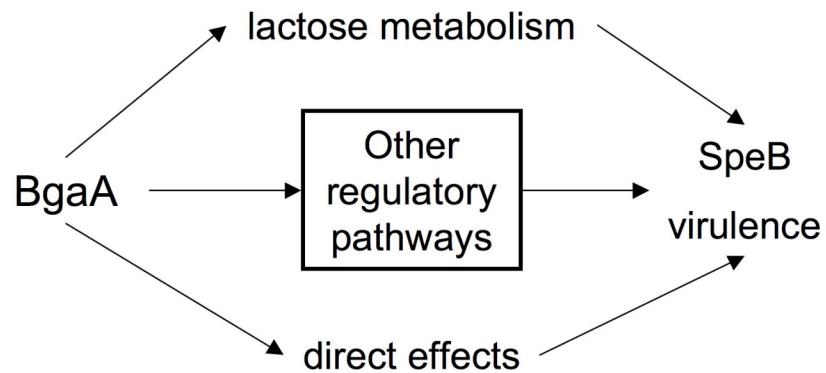 lactose metabolism
BgaA
Other
regulatory
pathways
SpeB
virulence
direct effects